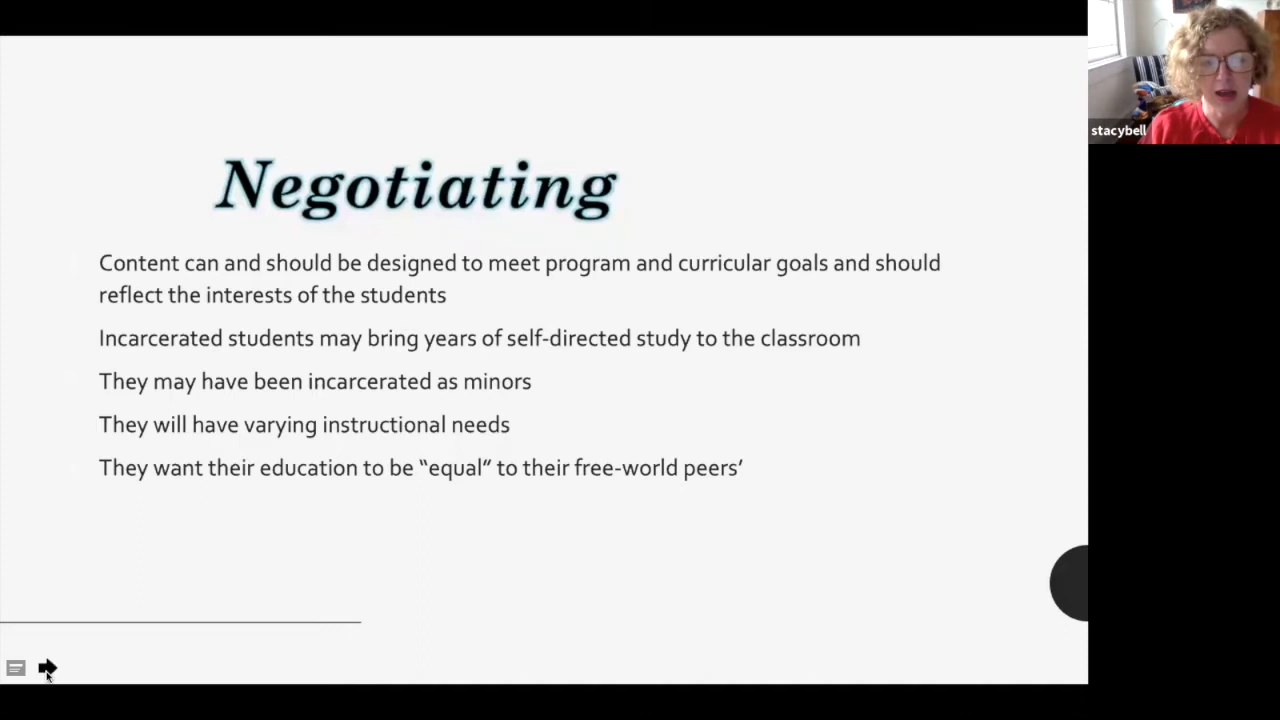 Negotiating
Content can and should be designed to meet program and curricular goals and should
reflect the interests of the students
Incarcerated students may bring years of self-directed study to the classroom
They may have been incarcerated as minors
They will have varying instructional needs
They want their education to be “equal” to their free-world peers’
stacybell